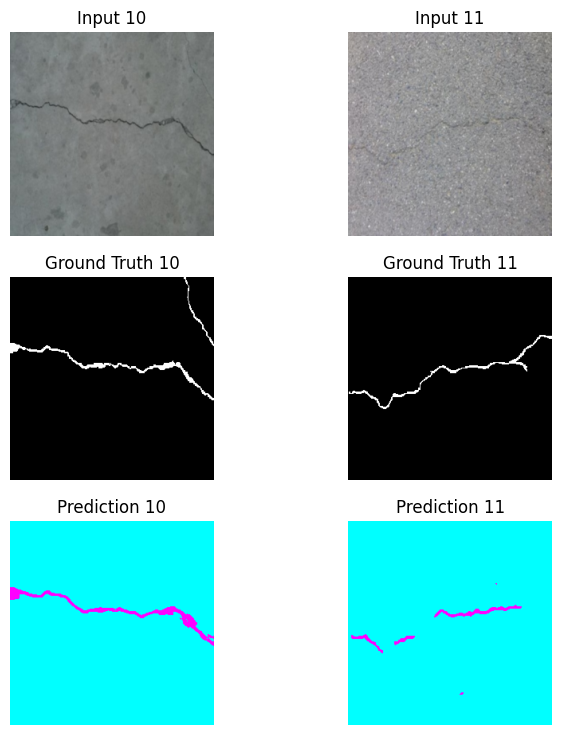 Input 10
Input 11
Ground Truth 10
Ground Truth 11
Prediction 10
Prediction 11